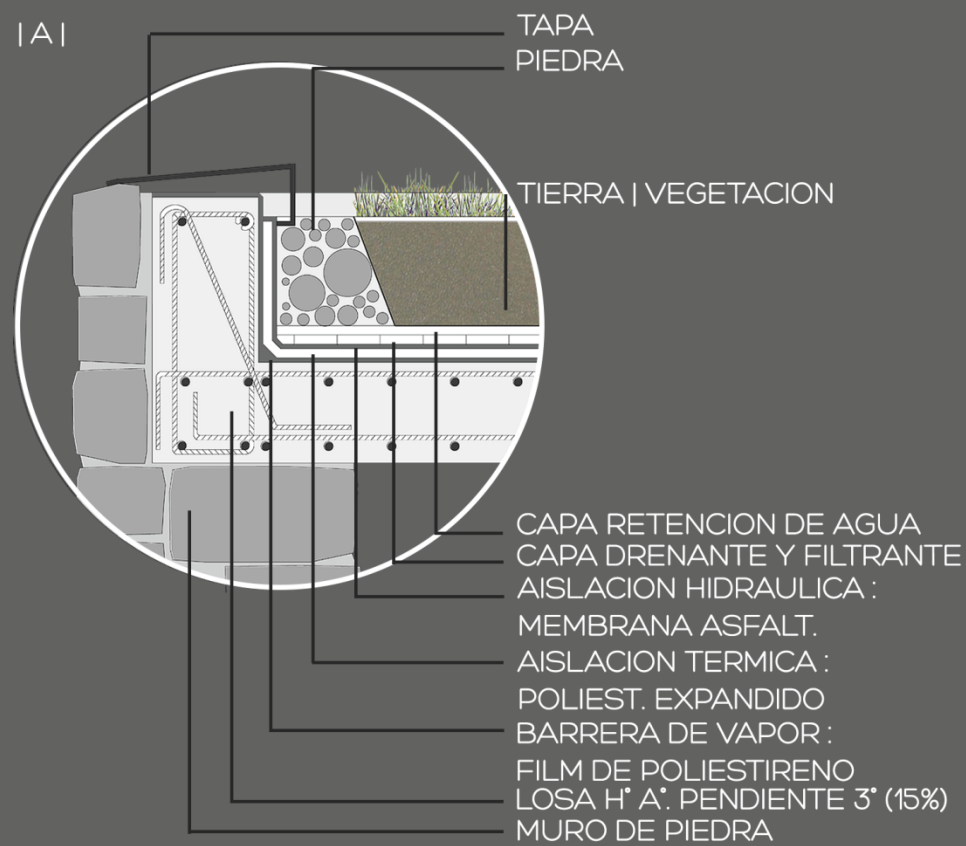 |A|
TAPA
PIEDRA
TIERRA | VEGETACION
CAPA RETENCION DE AGUA
CAPA DRENANTE Y FILTRANTE
AISLACION HIDRAULICA :
MEMBRANA ASFALT.
AISLACION TERMICA :
POLIEST. EXPANDIDO
BARRERA DE VAPOR :
FILM DE POLIESTIRENO
LOSA H° A°. PENDIENTE 3° (15%)
MURO DE PIEDRA